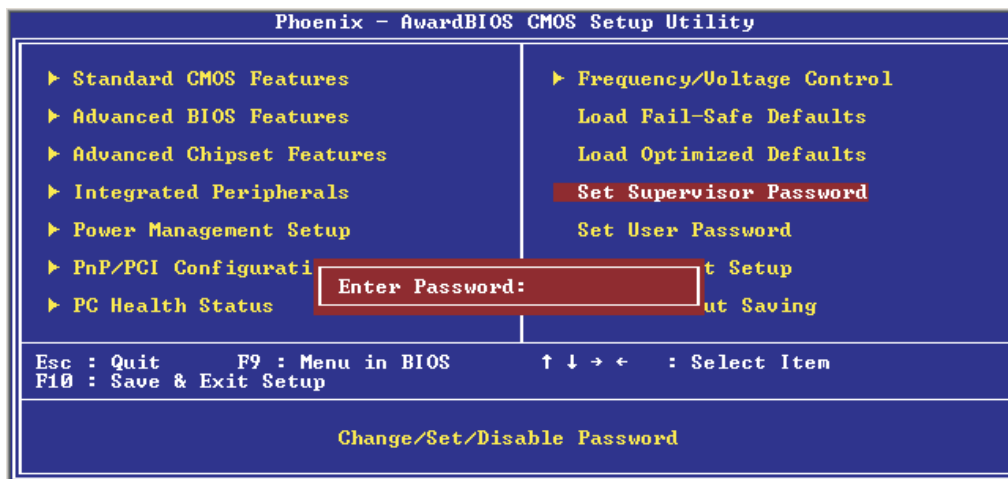 Phoenix - AwardBIOS CMOS Setup Utility
Standard CMOS Features
Advanced BIOS Features
Advanced Chipset Features
Integrated Peripherals
Power Management Setup
PnP/PCI Configurati
PC Health Status
Frequency/Voltage Control
Load Fail-Safe Defaults
Load Optimized Defaults
Set Supervisor Password
Set User Password
t Setup
ut Saving
Enter Password:
Esc : Quit F9 : Menu in BIOS ↑ ↓ → ← : Select Item
F10 : Save & Exit Setup
Change/Set/Disable Password